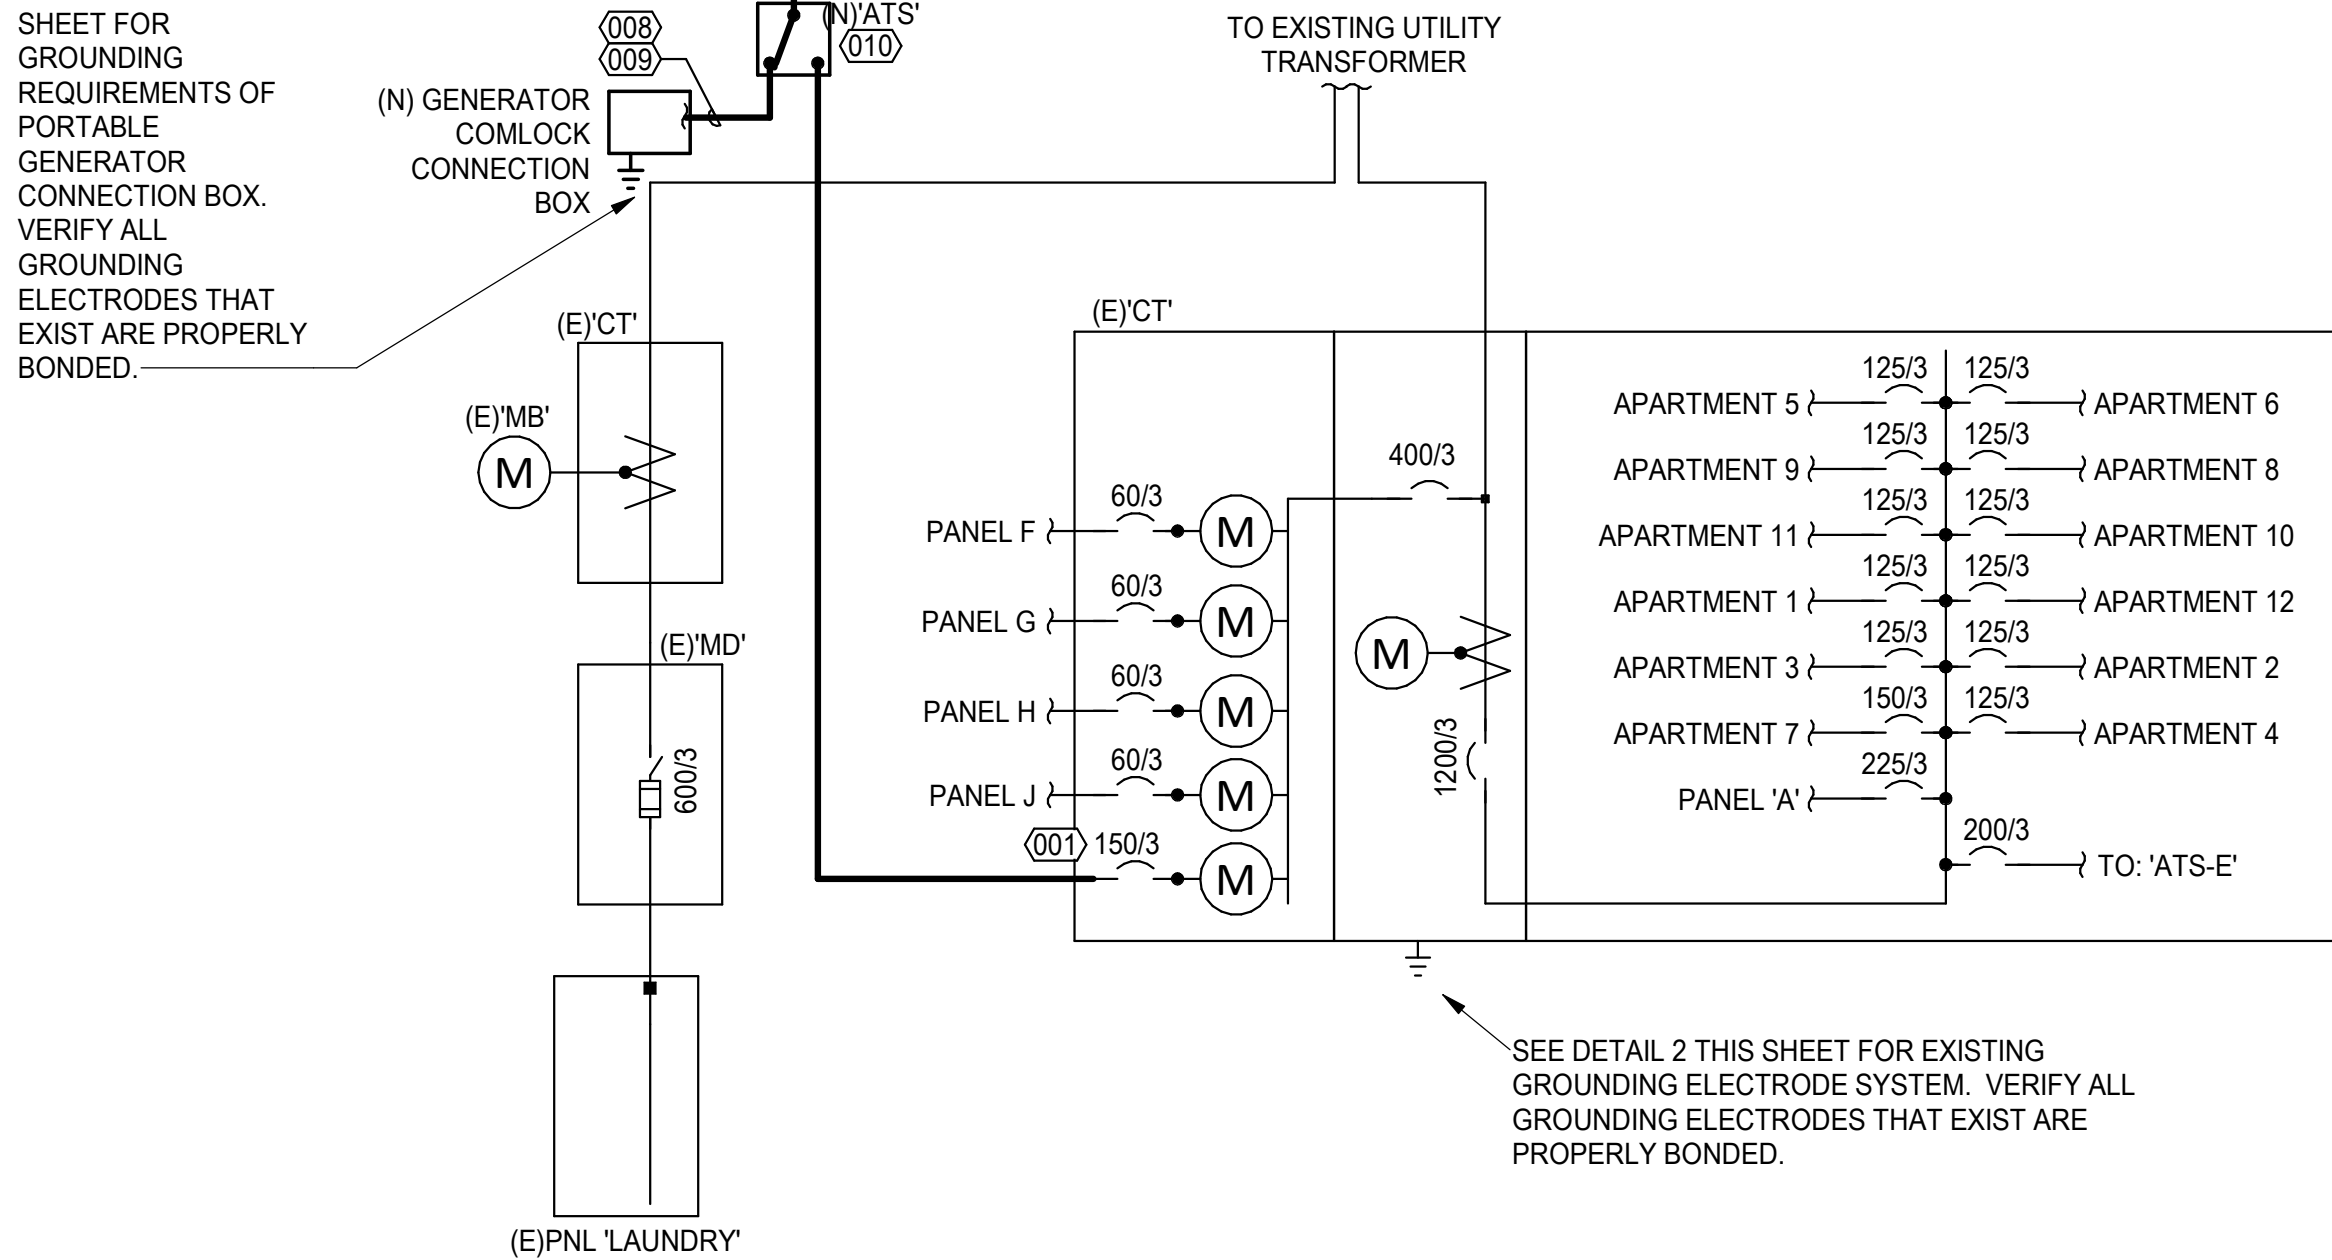 SHEET FOR
GROUNDING
REQUIREMENTS OF
PORTABLE
GENERATOR
CONNECTION BOX.
VERIFY ALL
GROUNDING
ELECTRODES THAT
EXIST ARE PROPERLY
BONDED.
008
009
(N)'ATS'
010
(N) GENERATOR
COMLOCK
CONNECTION
BOX
TO EXISTING UTILITY
TRANSFORMER
(E)'CT'
(E)'MB'
M
(E)'MD'
600/3
(E)PNL 'LAUNDRY'
(E)'CT'
PANEL F 60/3 M
PANEL G 60/3 M
PANEL H 60/3 M
PANEL J 60/3 M
001 150/3 M
400/3
M
1200/3
125/3 125/3
APARTMENT 5 APARTMENT 6
125/3 125/3
APARTMENT 9 APARTMENT 8
125/3 125/3
APARTMENT 11 APARTMENT 10
125/3 125/3
APARTMENT 1 APARTMENT 12
125/3 125/3
APARTMENT 3 APARTMENT 2
150/3 125/3
APARTMENT 7 APARTMENT 4
225/3
PANEL 'A'
200/3
TO: 'ATS-E'
SEE DETAIL 2 THIS SHEET FOR EXISTING
GROUNDING ELECTRODE SYSTEM. VERIFY ALL
GROUNDING ELECTRODES THAT EXIST ARE
PROPERLY BONDED.